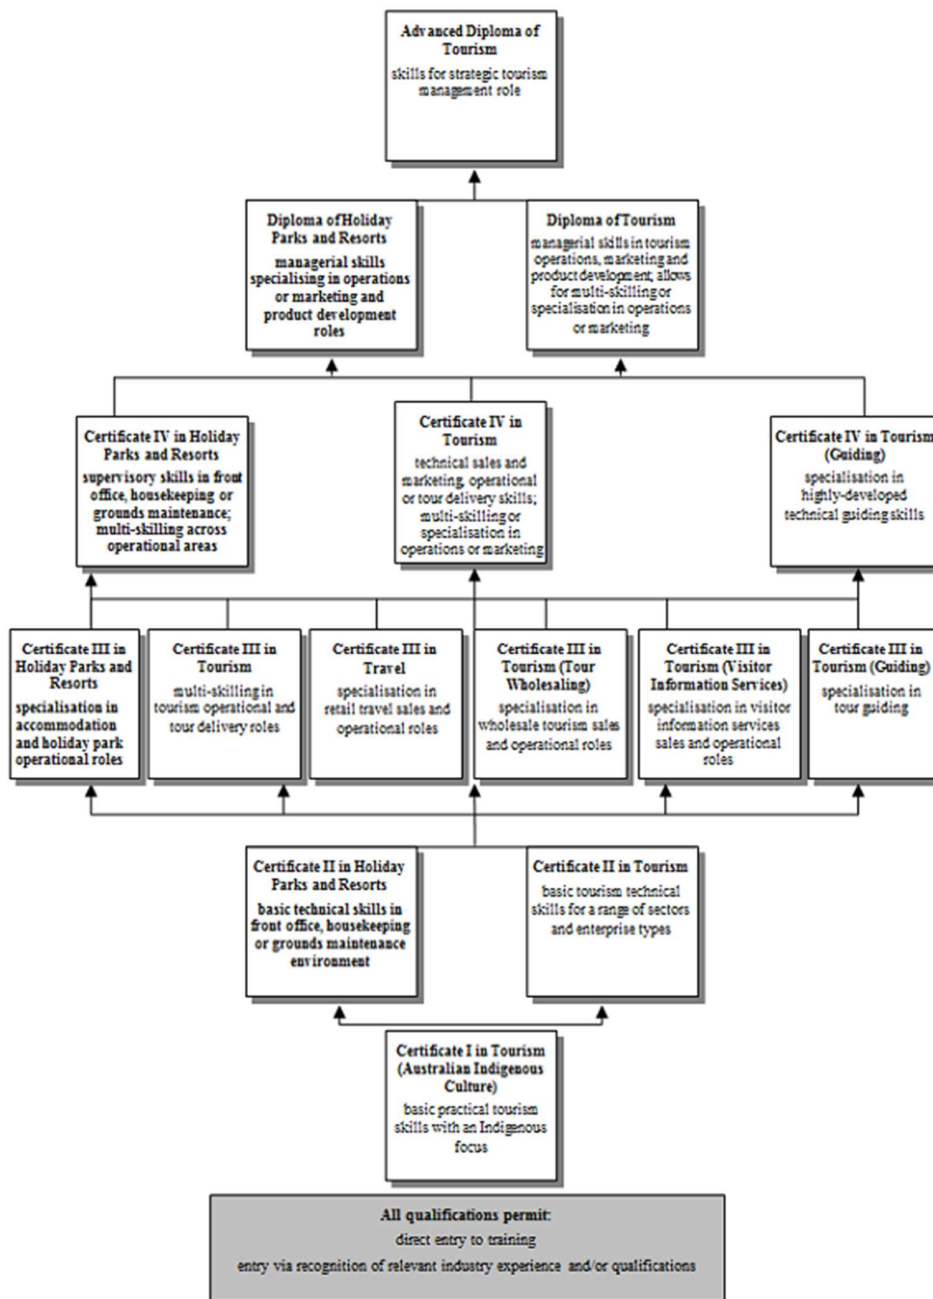 Advanced Diploma of
Tourism
skills for strategic tourism
management role
Diploma of Holiday
Parks and Resorts
managerial skills
specialising in operations
or marketing and
product development
roles
Diploma of Tourism
managerial skills in tourism
operations, marketing and
product development; allows
for multi-skilling or
specialisation in operations
or marketing
Certificate IV in Holiday
Parks and Resorts
supervisory skills in front
office, housekeeping or
grounds maintenance;
multi-skilling across
operational areas
Certificate IV in
Tourism
technical sales and
marketing, operational
or tour delivery skills;
multi-skilling or
specialisation in
operations or marketing
Certificate IV in Tourism
(Guiding)
specialisation in
highly-developed
technical guiding skills
Certificate III in
Holiday Parks and
Resorts
specialisation in
accommodation
and holiday park
operational roles
Certificate III in
Tourism
multi-skilling in
tourism operational and
tour delivery roles
Certificate III in
Travel
specialisation in
retail travel sales and
operational roles
Certificate III in
Tourism (Tour
Wholesaling)
specialisation in
wholesale tourism sales
and operational roles
Certificate III in
Tourism (Visitor
Information Services)
specialisation in visitor
information services
sales and operational
roles
Certificate III in
Tourism (Guiding)
specialisation in
tour guiding
Certificate II in Holiday
Parks and Resorts
basic technical skills in
front office, housekeeping
or grounds maintenance
environment
Certificate II in Tourism
basic tourism technical
skills for a range of sectors
and enterprise types
Certificate I in Tourism
(Australian Indigenous
Culture)
basic practical tourism
skills with an Indigenous
focus
All qualifications permit:
direct entry to training
entry via recognition of relevant industry experience and/or qualifications